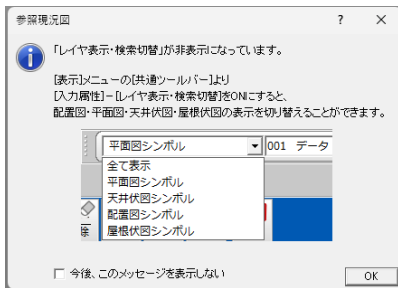 参照現況図
?
×
「レイヤ表示・検索切替」が非表示になっています。
[表示]メニューの[共通ツールバー]より
[入力属性]－[レイヤ表示・検索切替]をONにすると、
配置図・平面図・天井伏図・屋根伏図の表示を切り替えることができます。
平面図シンボル
001 データ
全て表示
平面図シンボル
天井伏図シンボル
配置図シンボル
屋根伏図シンボル
除
今後、このメッセージを表示しない
OK